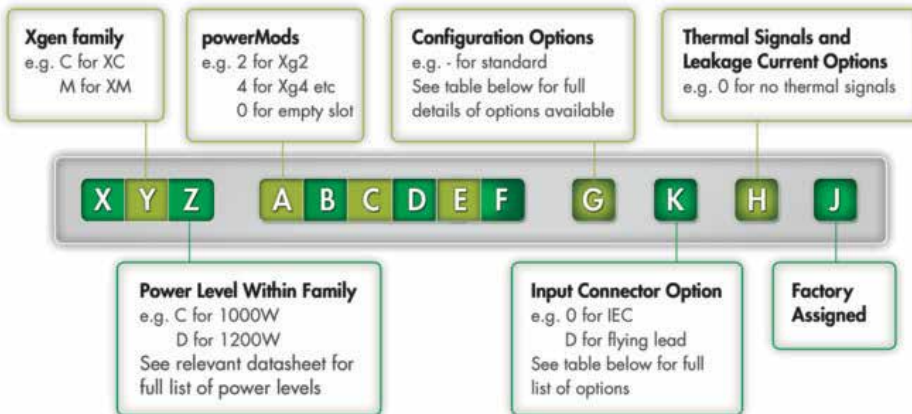 Xgen family
e.g. C for XC
M for XM
powerMods
e.g. 2 for Xg2
4 for Xg4 etc
0 for empty slot
Configuration Options
e.g. - for standard
See table below for full
details of options available
Thermal Signals and
Leakage Current Options
e.g. 0 for no thermal signals
X Y Z A B C D E F G K H J
Power Level Within Family
e.g. C for 1000W
D for 1200W
See relevant datasheet for
full list of power levels
Input Connector Option
e.g. 0 for IEC
D for flying lead
See table below for full
list of options
Factory
Assigned